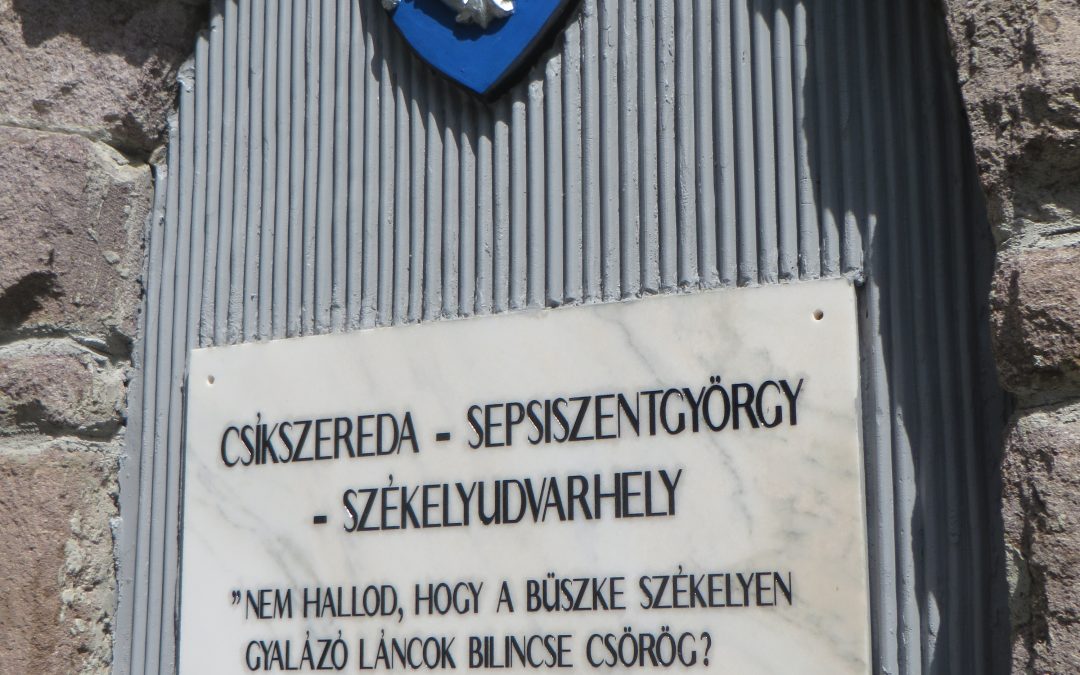 CSÍKSZEREDA - SEPSISZENTGYÖRGY
- SZÉKELYUDVARHELY
"NEM HALLOD, HOGY A BÜSZKE SZÉKELYEN
GYALÁZÓ LÁNCOK BILINCSE CSÖRÖG?